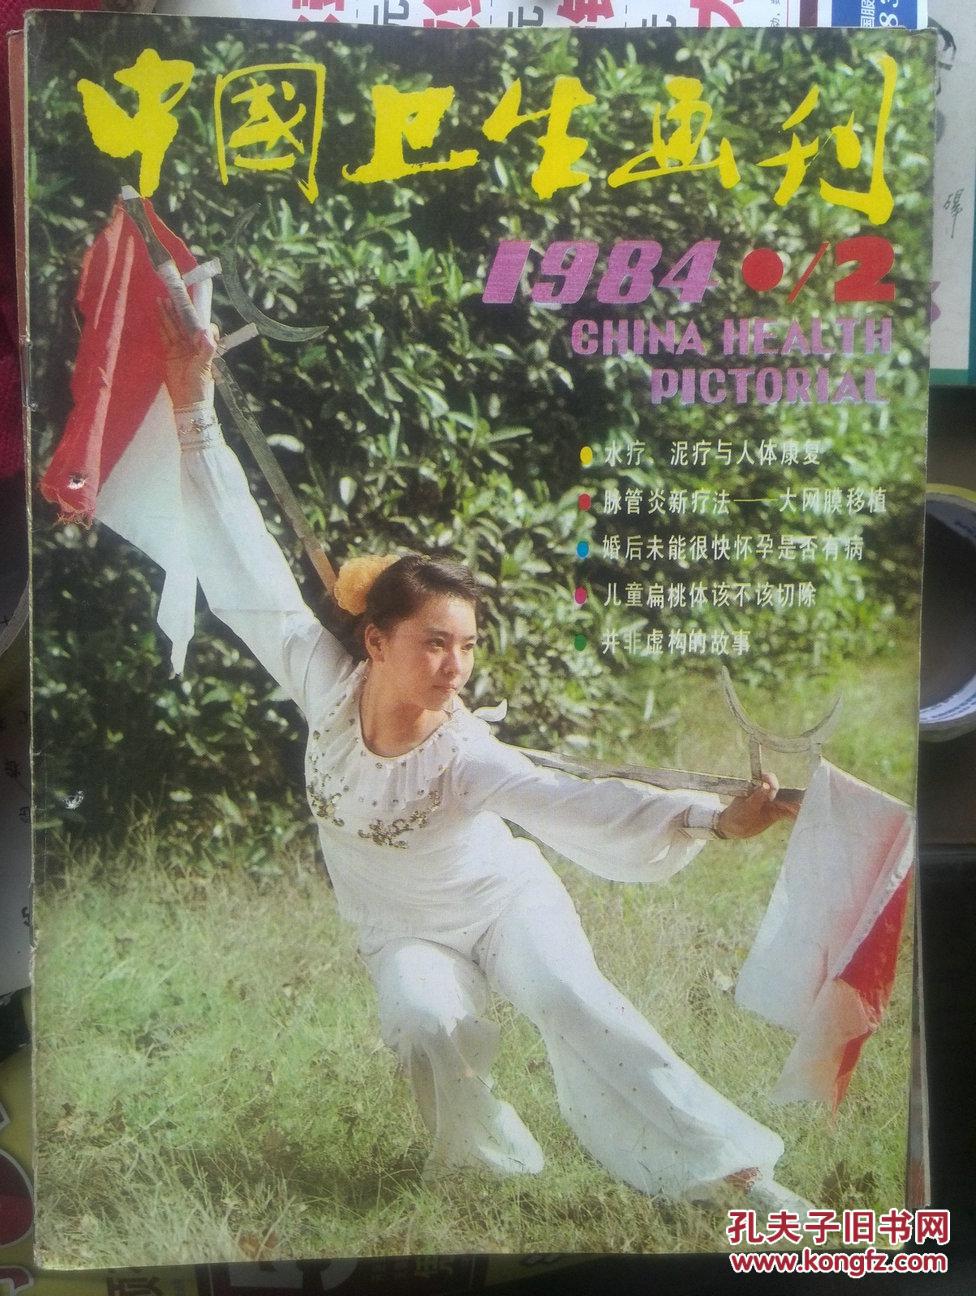 中國卫生画刊
1984 •/2
CHINA HEALTH
PICTORIAL
水疗、泥疗与人体康复
脉管炎新疗法——大网膜移植
婚后未能很快怀孕是否有病
儿童扁桃体该不该切除
并非虚构的故事
孔夫子旧书网
www.kongfz.com